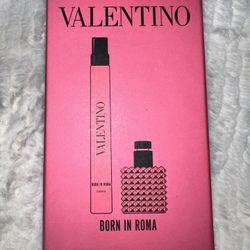 VALENTINO
VALENTINO
BORN IN ROMA
BORN IN ROMA